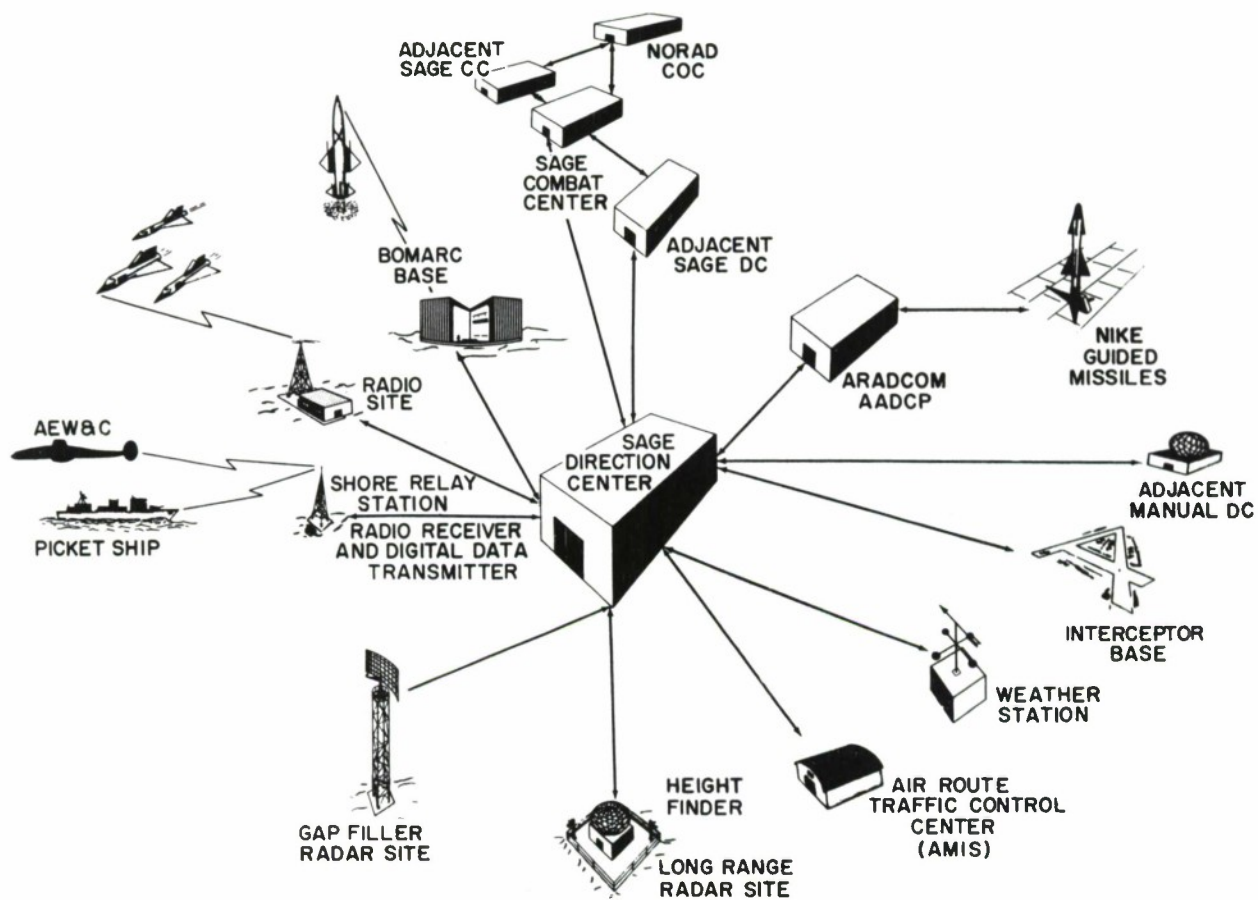 ADJACENT
SAGE CC
NORAD
COC
SAGE
COMBAT
CENTER
ADJACENT
SAGE DC
BOMARC
BASE
NIKE
GUIDED
MISSILES
ARADCOM
AADCP
RADIO
SITE
AEW&C
SAGE
DIRECTION
CENTER
SHORE RELAY
STATION
RADIO RECEIVER
AND DIGITAL DATA
TRANSMITTER
PICKET SHIP
ADJACENT
MANUAL DC
INTERCEPTOR
BASE
WEATHER
STATION
AIR ROUTE
TRAFFIC CONTROL
CENTER
(AMIS)
HEIGHT
FINDER
LONG RANGE
RADAR SITE
GAP FILLER
RADAR SITE